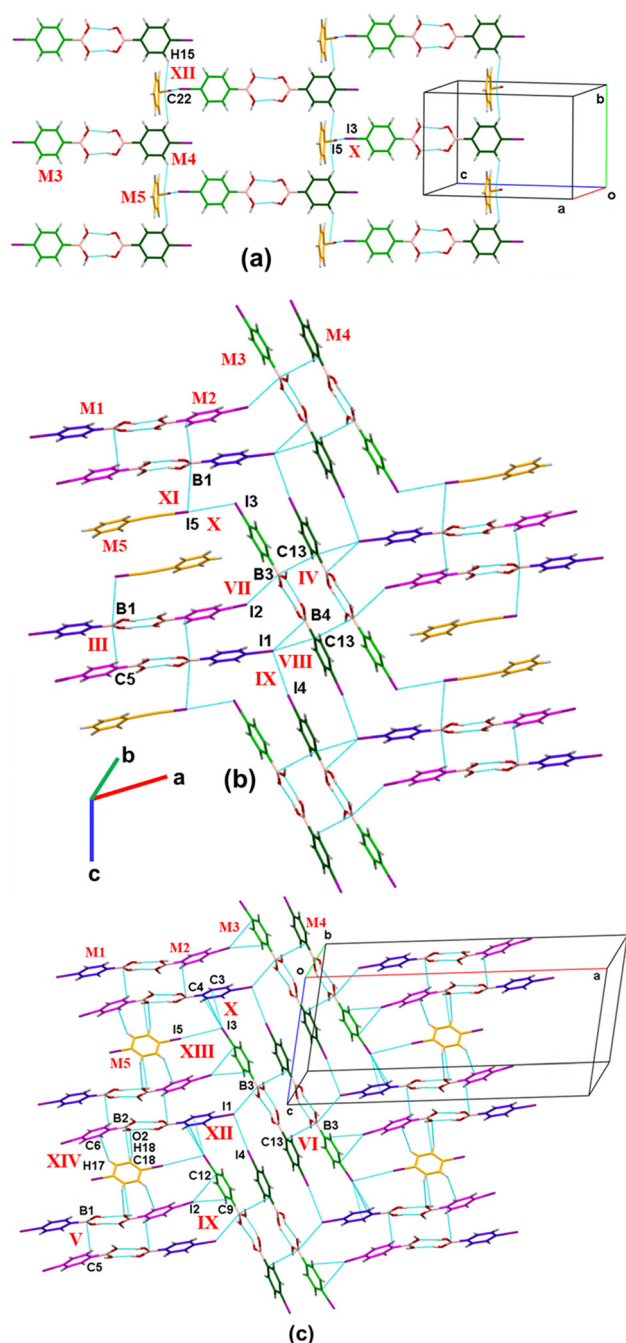 H15
XII
C22
I3
I5
X
M3
M4
M5
b
c
a
o
(a)
M3
M4
M1
M2
B1
XI
I5
X
I3
M5
C13
B3
IV
VII
B1
I2
B4
III
I1
C13
VIII
C5
IX
I4
b
a
c
(b)
M3
M4
b
M1
M2
o
a
C4
C3
X
I5
I3
XIII
M5
B3
c
I1
B2
XII
O2
C6
H18
C13
VI
B3
XIV
H17
C18
I4
C12
B1
I2
C9
V
IX
C5
(c)